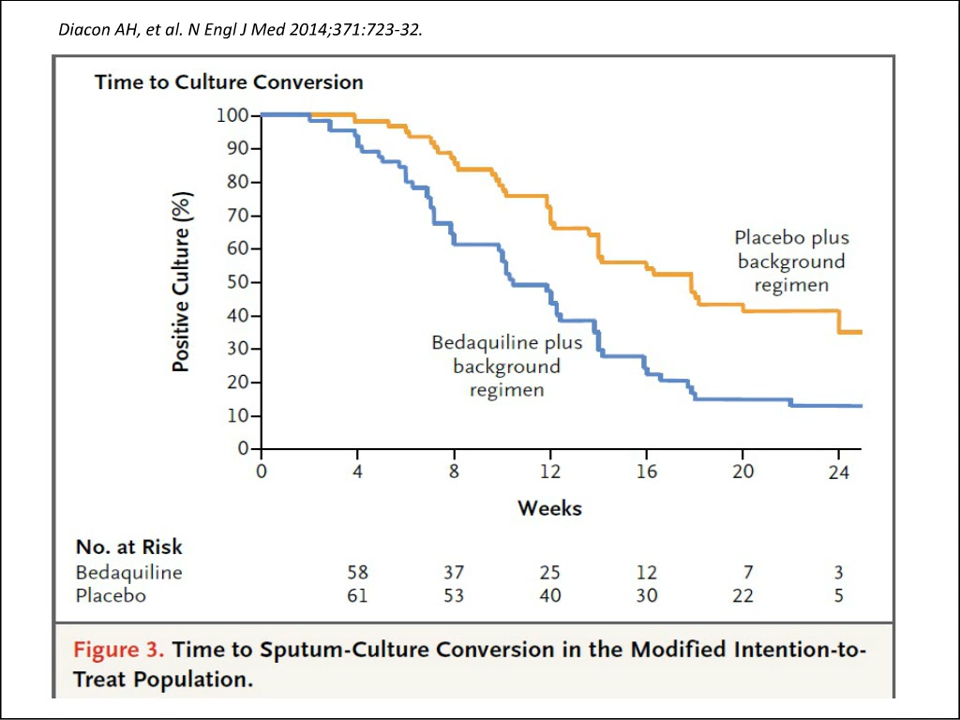 Diacon AH, et al. N Engl J Med 2014;371:723-32.
Time to Culture Conversion
100
90
80
70
60
50
40
30
20
10
0
Positive Culture (%)
Placebo plus
background
regimen
Bedaquiline plus
background
regimen
0 4 8 12 16 20 24
Weeks
No. at Risk
Bedaquiline 58 37 25 12 7 3
Placebo 61 53 40 30 22 5
Figure 3. Time to Sputum-Culture Conversion in the Modified Intention-to-
Treat Population.